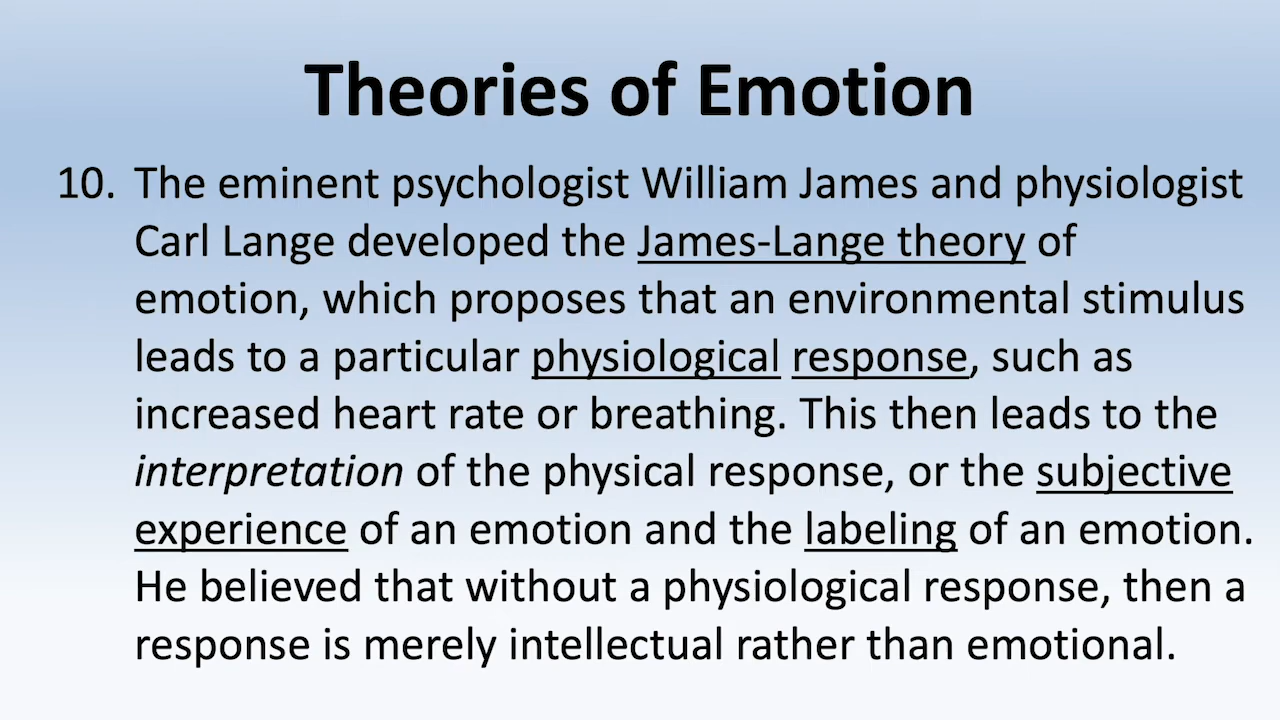 Theories of Emotion
10. The eminent psychologist William James and physiologist
Carl Lange developed the James-Lange theory of
emotion, which proposes that an environmental stimulus
leads to a particular physiological response, such as
increased heart rate or breathing. This then leads to the
interpretation of the physical response, or the subjective
experience of an emotion and the labeling of an emotion.
He believed that without a physiological response, then a
response is merely intellectual rather than emotional.